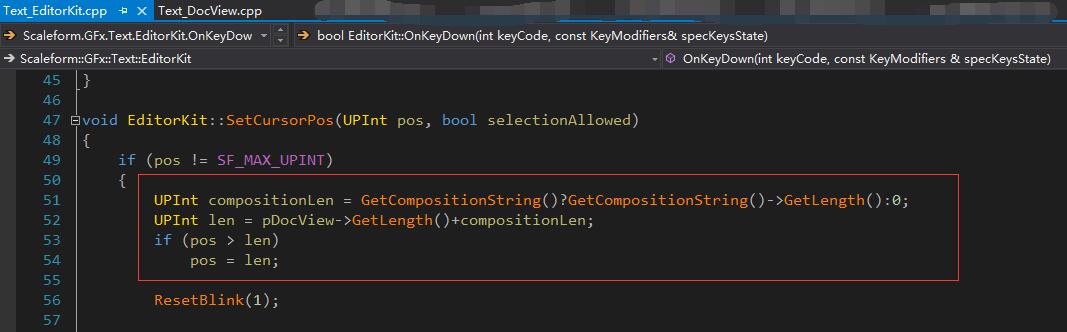 Text_EditorKit.cpp Text_DocView.cpp
Scaleform.GFx.Text.EditorKit.OnKeyDow bool EditorKit::OnKeyDown(int keyCode, const KeyModifiers& specKeysState)
Scaleform::GFx::Text::EditorKit OnKeyDown(int keyCode, const KeyModifiers & specKeysState)
45 }
46
47 void EditorKit::SetCursorPos(UPInt pos, bool selectionAllowed)
48 {
49 if (pos != SF_MAX_UPINT)
50 {
51 UPInt compositionLen = GetCompositionString()?GetCompositionString()->GetLength():0;
52 UPInt len = pDocView->GetLength()+compositionLen;
53 if (pos > len)
54 pos = len;
55
56 ResetBlink(1);
57